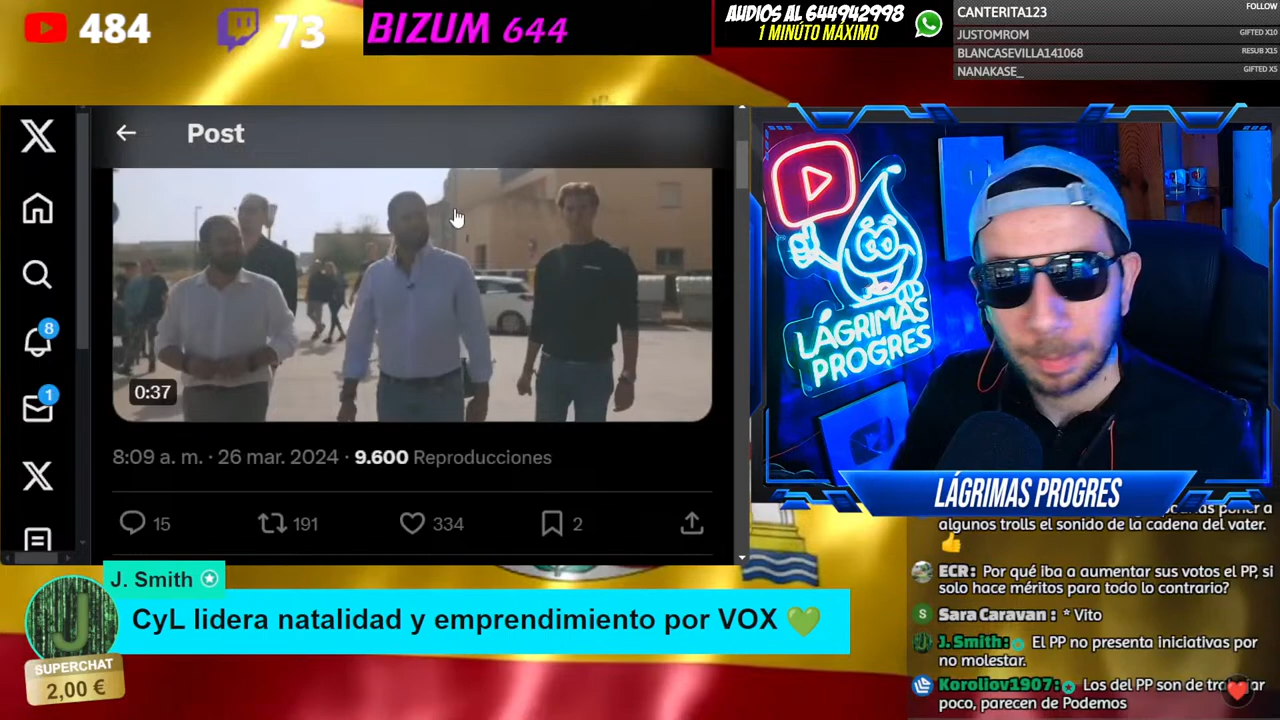 484
73
BIZUM 644
AUDIOS AL 644942998
1 MINÚTO MÁXIMO
CANTERITA123
FOLLOW
JUSTOMROM
GIFTED X10
BLANCASEVILLA141068
RESUB X15
NANAKASE_
GIFTED X5
Post
0:37
8:09 a. m. · 26 mar. 2024 · 9.600 Reproducciones
15
191
334
2
8
1
LÁGRIMAS
PROGRES
LÁGRIMAS PROGRES
J. Smith
CyL lidera natalidad y emprendimiento por VOX 💚
SUPERCHAT
2,00 €
poner a
algunos trolls el sonido de la cadena del vater.
👍
ECR: Por qué iba a aumentar sus votos el PP, si
solo hace méritos para todo lo contrario?
S Sara Caravan : * Vito
J. Smith: El PP no presenta iniciativas por
no molestar.
Koroliov1907: Los del PP son de
poco, parecen de Podemos